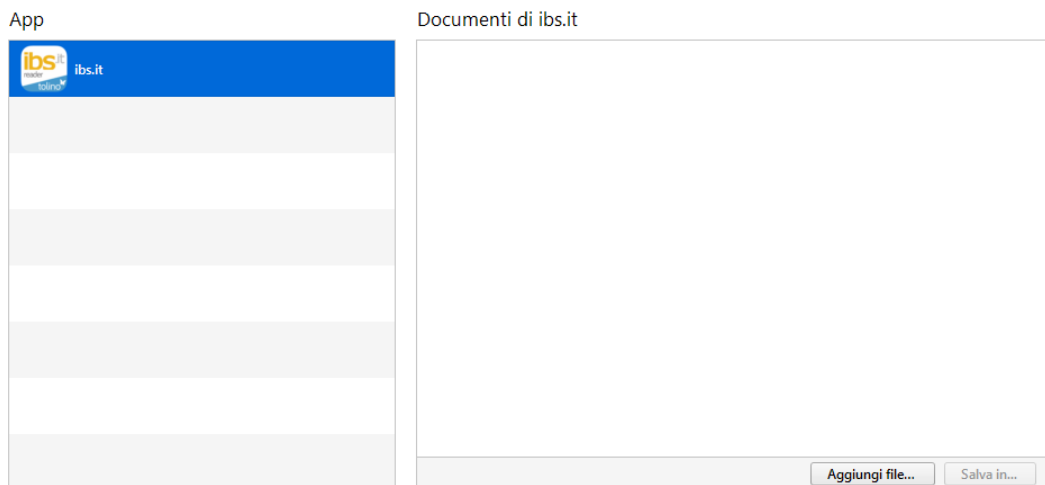 App
Documenti di ibs.it
ibs.it
reader
tolino
ibs.it
Aggiungi file...
Salva in...